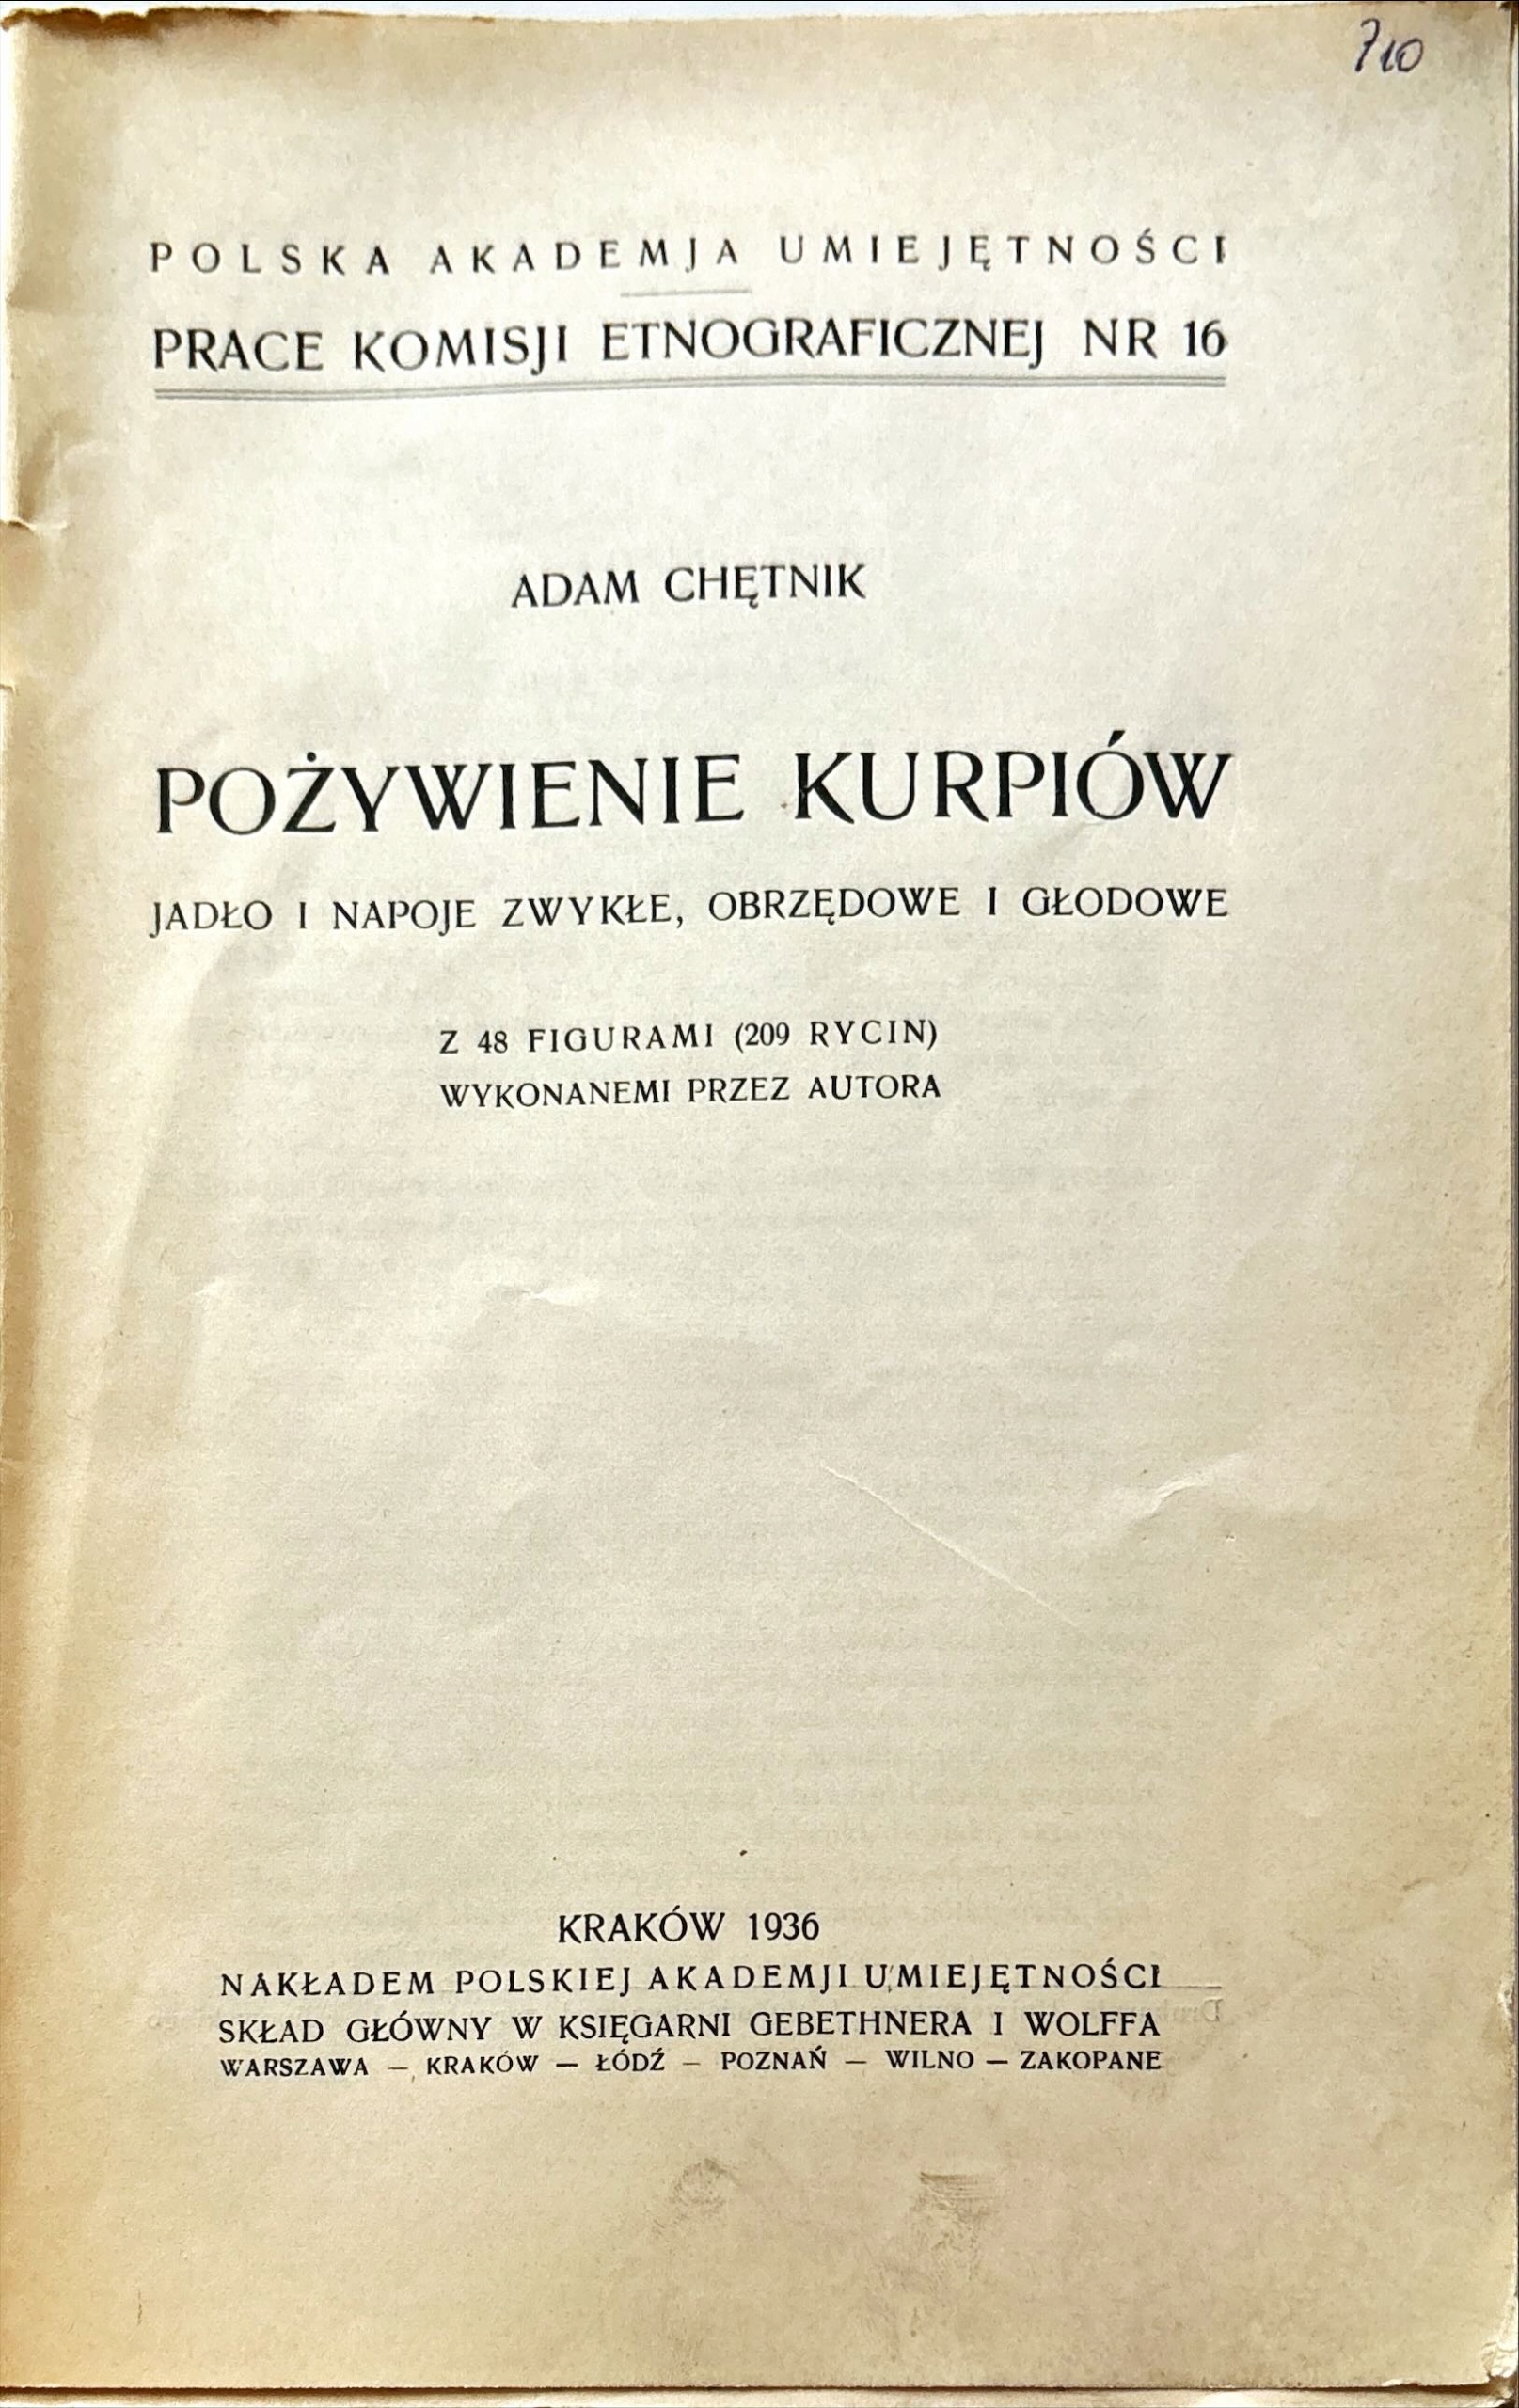 710
POLSKA AKADEMJA UMIEJĘTNOŚCI
PRACE KOMISJI ETNOGRAFICZNEJ NR 16
ADAM CHĘTNIK
POŻYWIENIE KURPIÓW
JADŁO I NAPOJE ZWYKŁE, OBRZĘDOWE I GŁODOWE
Z 48 FIGURAMI (209 RYCIN)
WYKONANEMI PRZEZ AUTORA
KRAKÓW 1936
NAKŁADEM POLSKIEJ AKADEMJI UMIEJĘTNOŚCI
SKŁAD GŁÓWNY W KSIĘGARNI GEBETHNERA I WOLFFA
WARSZAWA — KRAKÓW — ŁÓDŹ — POZNAŃ — WILNO — ZAKOPANE